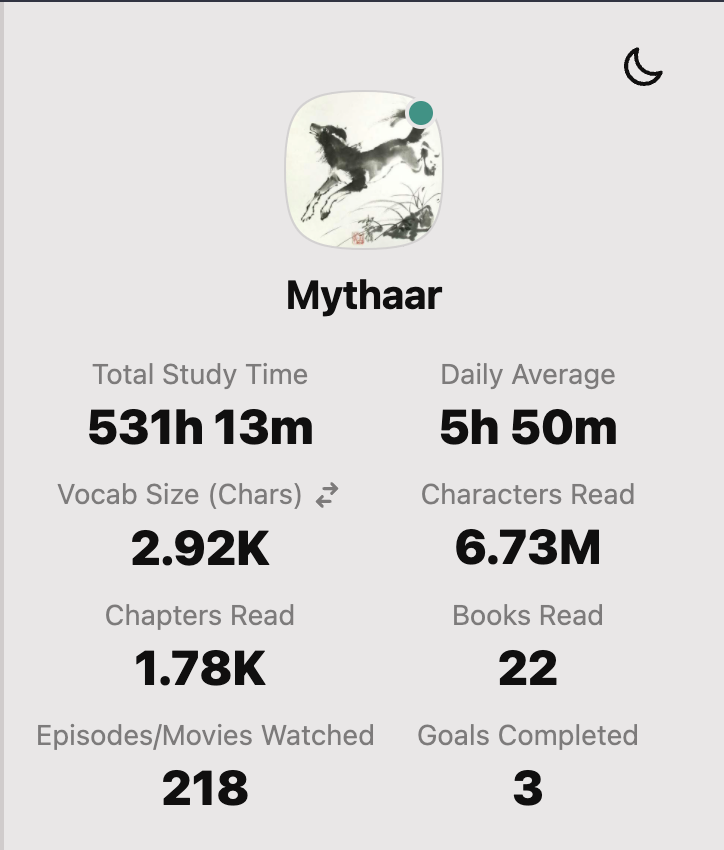 Mythaar
Total Study Time
531h 13m
Daily Average
5h 50m
Vocab Size (Chars)
2.92K
Characters Read
6.73M
Chapters Read
1.78K
Books Read
22
Episodes/Movies Watched
218
Goals Completed
3